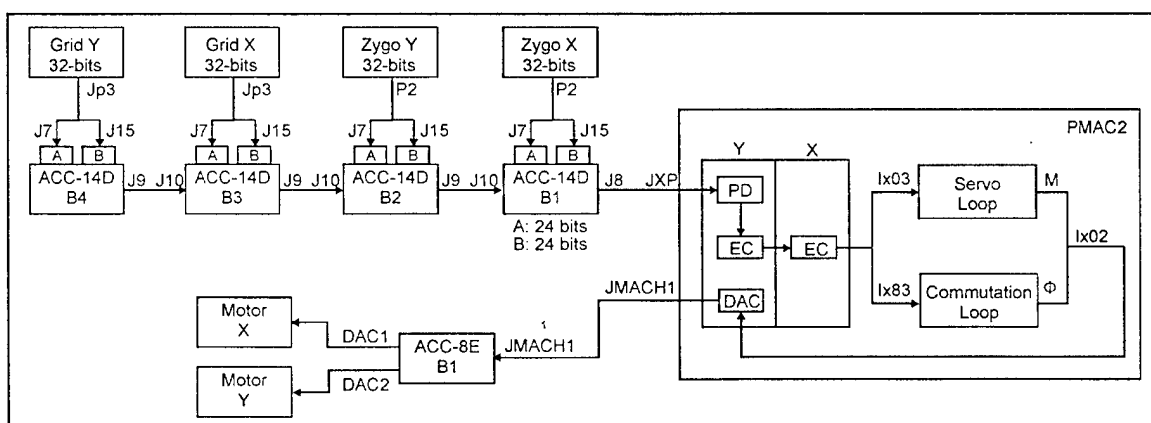 Grid Y
32-bits
Grid X
32-bits
Zygo Y
32-bits
Zygo X
32-bits
Jp3
Jp3
P2
P2
J7
J15
J7
J15
J7
J15
J7
J15
A
B
A
B
A
B
A
B
ACC-14D
B4
J9
J10
ACC-14D
B3
J9
J10
ACC-14D
B2
J9
J10
ACC-14D
B1
J8
JXP
A: 24 bits
B: 24 bits
PMAC2
Y
X
PD
EC
EC
DAC
Ix03
Servo
Loop
M
Ix02
Ix83
Commutation
Loop
Φ
JMACH1
Motor
X
DAC1
ACC-8E
B1
JMACH1
DAC2
Motor
Y